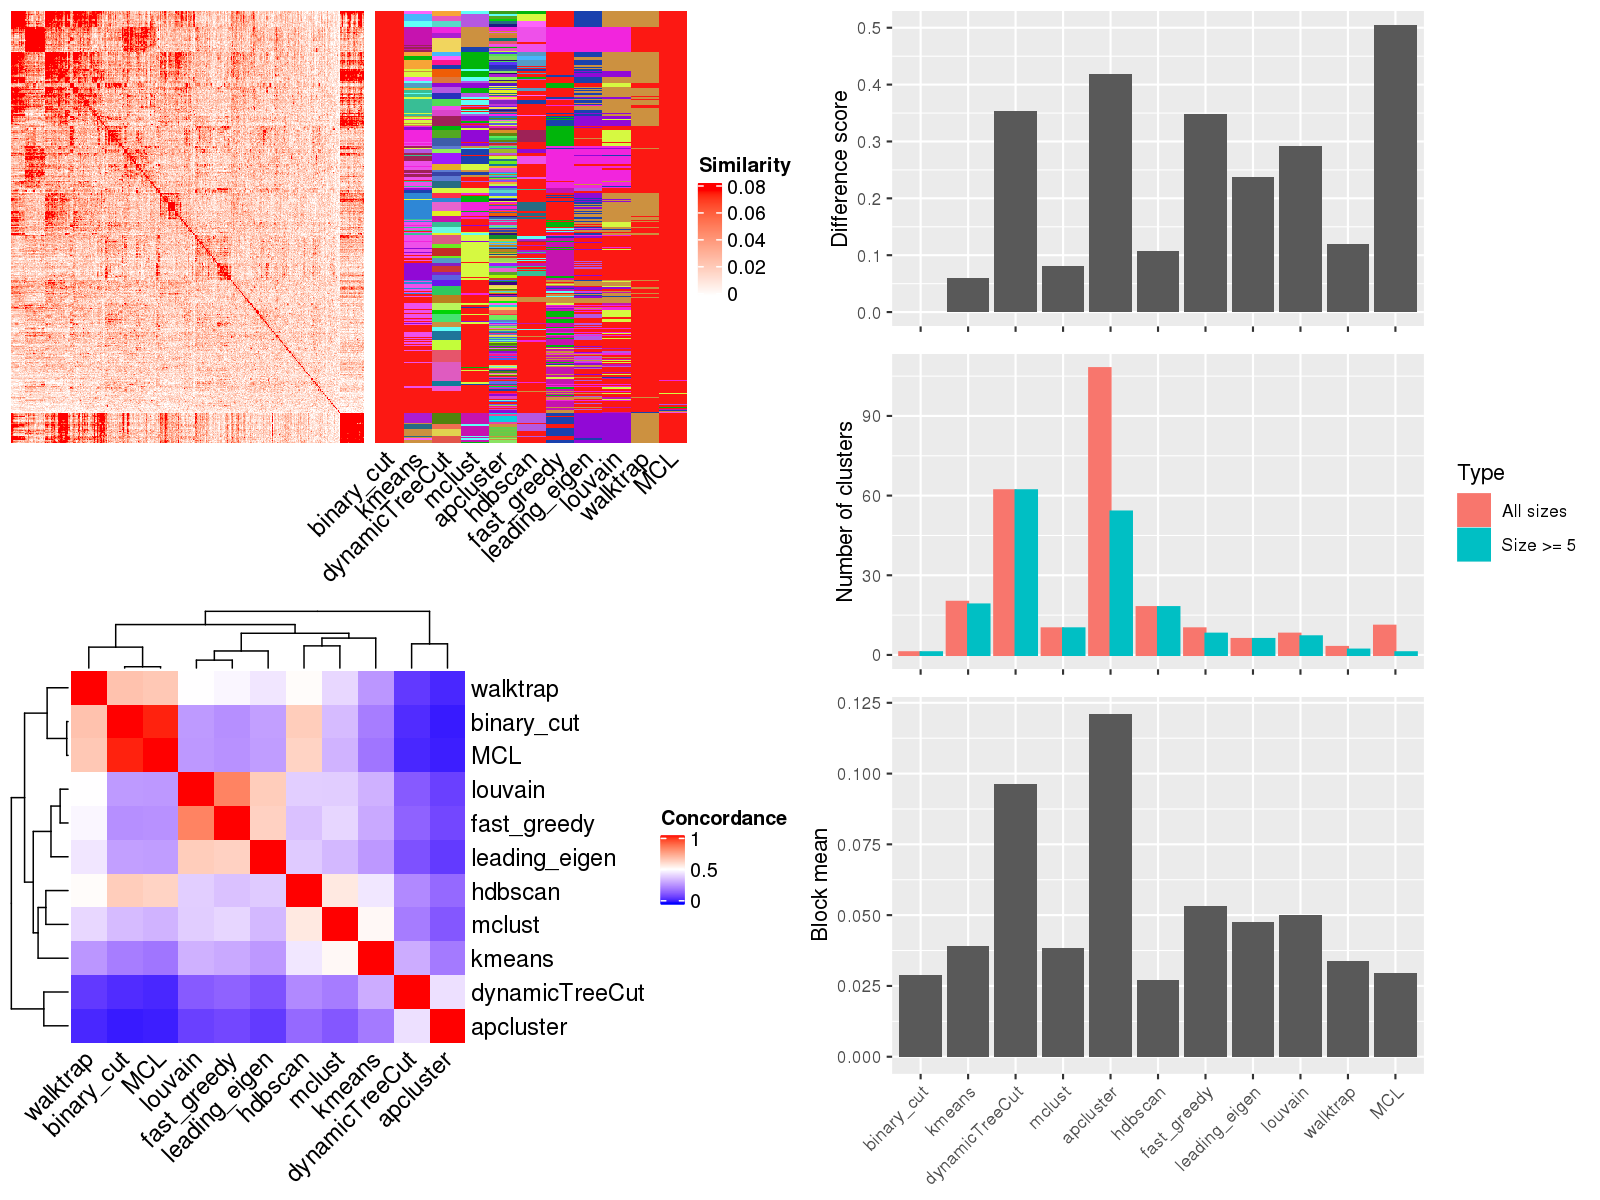 Similarity
0.08
0.06
0.04
0.02
0
binary_cut
kmeans
dynamicTreeCut
mclust
apcluster
hdbscan
fast_greedy
leading_eigen
louvain
walktrap
MCL
walktrap
binary_cut
MCL
louvain
fast_greedy
leading_eigen
hdbscan
mclust
kmeans
dynamicTreeCut
apcluster
walktrap
binary_cut
MCL
louvain
fast_greedy
leading_eigen
hdbscan
mclust
kmeans
dynamicTreeCut
apcluster
Concordance
1
0.5
0
Difference score
0.5
0.4
0.3
0.2
0.1
0.0
Number of clusters
90
60
30
0
Type
All sizes
Size >= 5
Block mean
0.125
0.100
0.075
0.050
0.025
0.000
binary_cut
kmeans
dynamicTreeCut
mclust
apcluster
hdbscan
fast_greedy
leading_eigen
louvain
walktrap
MCL